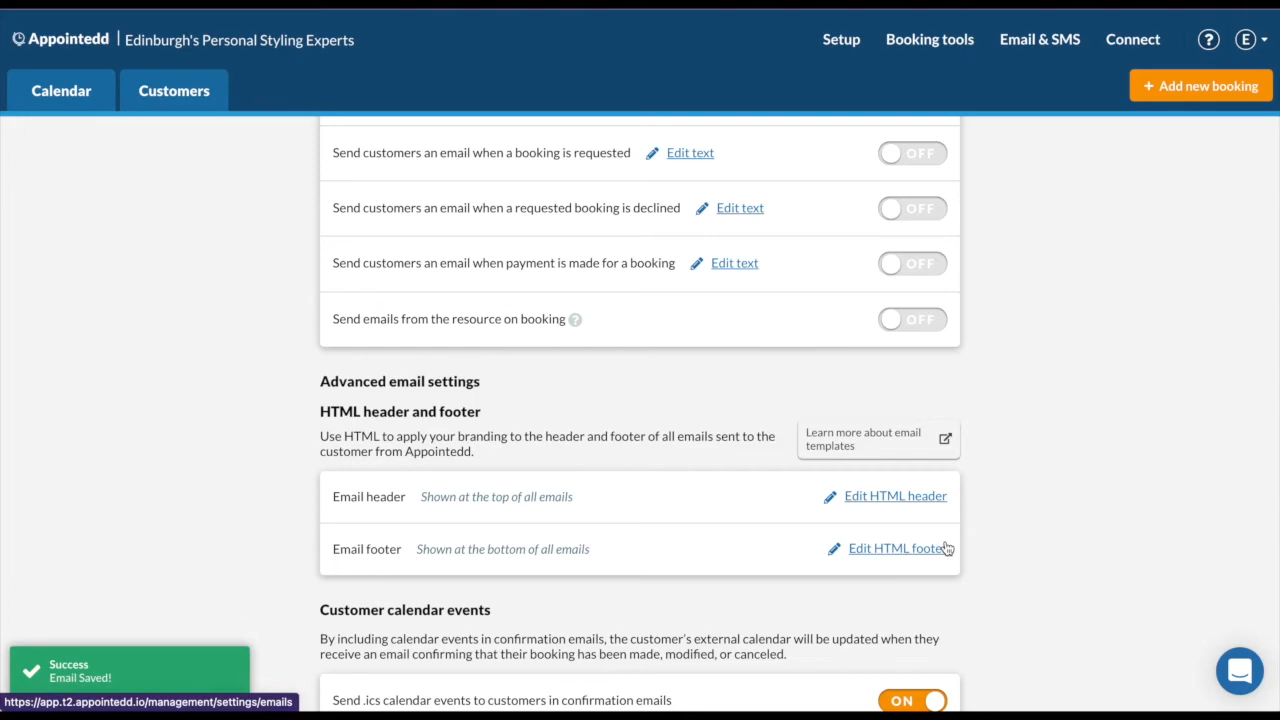 Appointedd | Edinburgh's Personal Styling Experts
Setup
Booking tools
Email & SMS
Connect
?
E
Calendar
Customers
+ Add new booking
Send customers an email when a booking is requested
Edit text
OFF
Send customers an email when a requested booking is declined
Edit text
OFF
Send customers an email when payment is made for a booking
Edit text
OFF
Send emails from the resource on booking
?
OFF
Advanced email settings
HTML header and footer
Use HTML to apply your branding to the header and footer of all emails sent to the
customer from Appointedd.
Learn more about email
templates
Email header
Shown at the top of all emails
Edit HTML header
Email footer
Shown at the bottom of all emails
Edit HTML footer
Customer calendar events
By including calendar events in confirmation emails, the customer's external calendar will be updated when they
receive an email confirming that their booking has been made, modified, or canceled.
Send .ics calendar events to customers in confirmation emails
ON
Success
Email Saved!
https://app.t2.appointedd.io/management/settings/emails